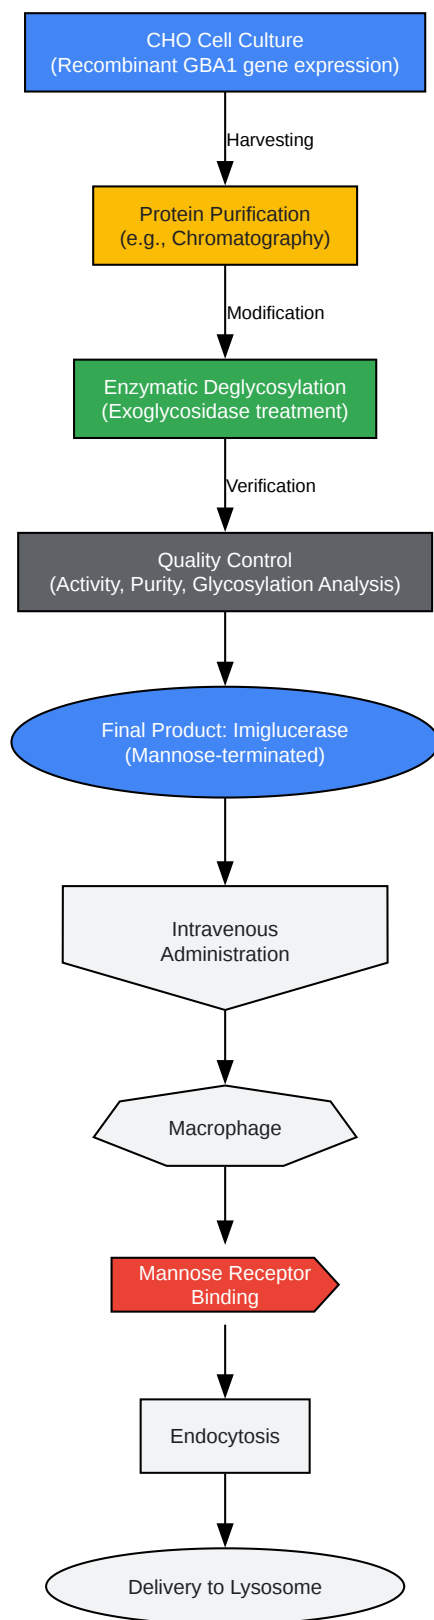 CHO Cell Culture
(Recombinant GBA1 gene expression)
Harvesting
Protein Purification
(e.g., Chromatography)
Modification
Enzymatic Deglycosylation
(Exoglycosidase treatment)
Verification
Quality Control
(Activity, Purity, Glycosylation Analysis)
Final Product: Imiglucerase
(Mannose-terminated)
Intravenous
Administration
Macrophage
Mannose Receptor
Binding
Endocytosis
Delivery to Lysosome